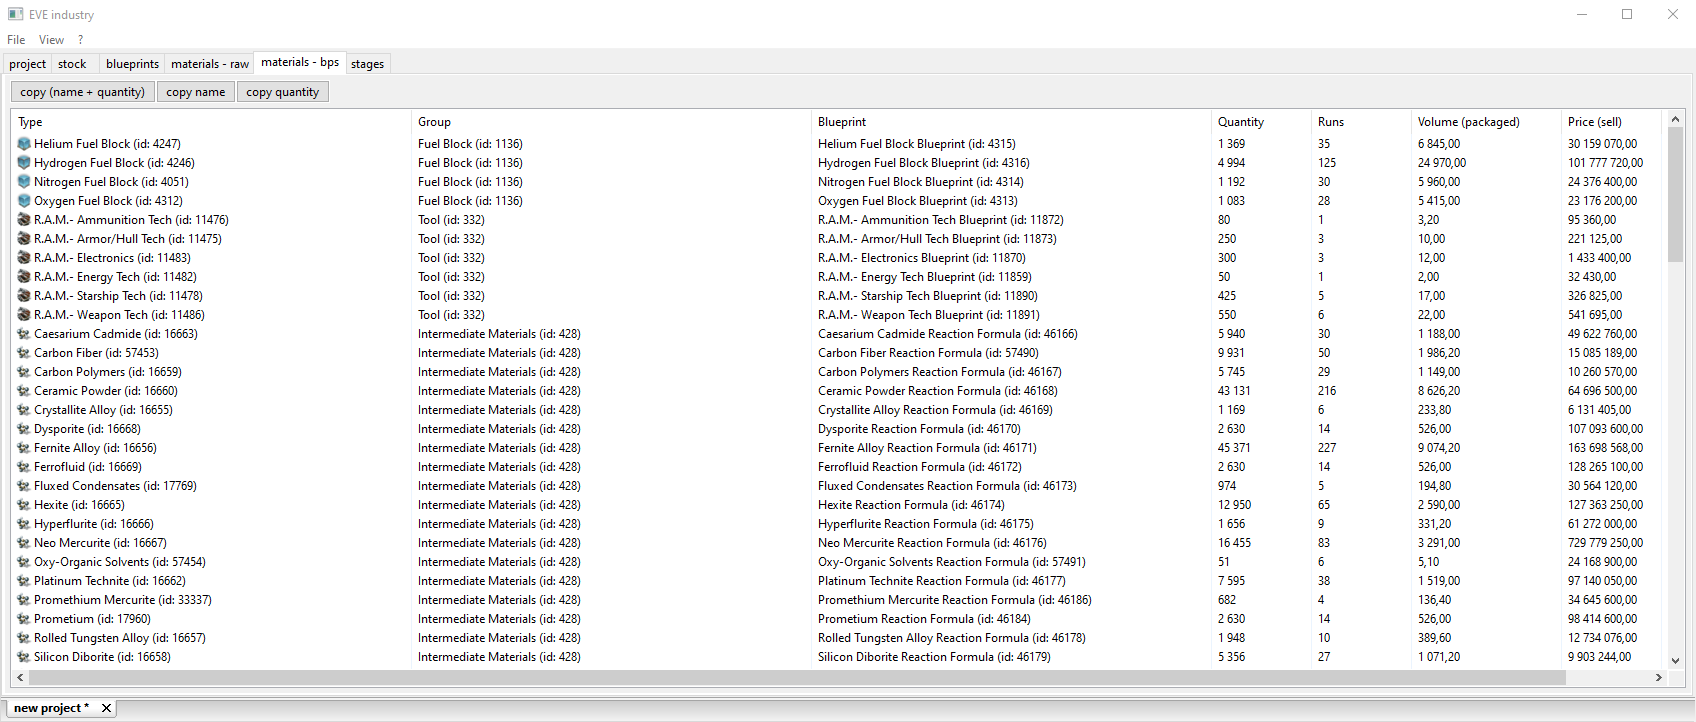 EVE industry
File View ?
project stock blueprints materials - raw materials - bps stages
copy (name + quantity) copy name copy quantity
Type Group Blueprint Quantity Runs Volume (packaged) Price (sell)
Helium Fuel Block (id: 4247) Fuel Block (id: 1136) Helium Fuel Block Blueprint (id: 4315) 1 369 35 6 845,00 30 159 070,00
Hydrogen Fuel Block (id: 4246) Fuel Block (id: 1136) Hydrogen Fuel Block Blueprint (id: 4316) 4 994 125 24 970,00 101 777 720,00
Nitrogen Fuel Block (id: 4051) Fuel Block (id: 1136) Nitrogen Fuel Block Blueprint (id: 4314) 1 192 30 5 960,00 24 376 400,00
Oxygen Fuel Block (id: 4312) Fuel Block (id: 1136) Oxygen Fuel Block Blueprint (id: 4313) 1 083 28 5 415,00 23 176 200,00
R.A.M.- Ammunition Tech (id: 11476) Tool (id: 332) R.A.M.- Ammunition Tech Blueprint (id: 11872) 80 1 3,20 95 360,00
R.A.M.- Armor/Hull Tech (id: 11475) Tool (id: 332) R.A.M.- Armor/Hull Tech Blueprint (id: 11873) 250 3 10,00 221 125,00
R.A.M.- Electronics (id: 11483) Tool (id: 332) R.A.M.- Electronics Blueprint (id: 11870) 300 3 12,00 1 433 400,00
R.A.M.- Energy Tech (id: 11482) Tool (id: 332) R.A.M.- Energy Tech Blueprint (id: 11859) 50 1 2,00 32 430,00
R.A.M.- Starship Tech (id: 11478) Tool (id: 332) R.A.M.- Starship Tech Blueprint (id: 11890) 425 5 17,00 326 825,00
R.A.M.- Weapon Tech (id: 11486) Tool (id: 332) R.A.M.- Weapon Tech Blueprint (id: 11891) 550 6 22,00 541 695,00
Caesarium Cadmide (id: 16663) Intermediate Materials (id: 428) Caesarium Cadmide Reaction Formula (id: 46166) 5 940 30 1 188,00 49 622 760,00
Carbon Fiber (id: 57453) Intermediate Materials (id: 428) Carbon Fiber Reaction Formula (id: 57490) 9 931 50 1 986,20 15 085 189,00
Carbon Polymers (id: 16659) Intermediate Materials (id: 428) Carbon Polymers Reaction Formula (id: 46167) 5 745 29 1 149,00 10 260 570,00
Ceramic Powder (id: 16660) Intermediate Materials (id: 428) Ceramic Powder Reaction Formula (id: 46168) 43 131 216 8 626,20 64 696 500,00
Crystallite Alloy (id: 16655) Intermediate Materials (id: 428) Crystallite Alloy Reaction Formula (id: 46169) 1 169 6 233,80 6 131 405,00
Dysporite (id: 16668) Intermediate Materials (id: 428) Dysporite Reaction Formula (id: 46170) 2 630 14 526,00 107 093 600,00
Fernite Alloy (id: 16656) Intermediate Materials (id: 428) Fernite Alloy Reaction Formula (id: 46171) 45 371 227 9 074,20 163 698 568,00
Ferrofluid (id: 16669) Intermediate Materials (id: 428) Ferrofluid Reaction Formula (id: 46172) 2 630 14 526,00 128 265 100,00
Fluxed Condensates (id: 17769) Intermediate Materials (id: 428) Fluxed Condensates Reaction Formula (id: 46173) 974 5 194,80 30 564 120,00
Hexite (id: 16665) Intermediate Materials (id: 428) Hexite Reaction Formula (id: 46174) 12 950 65 2 590,00 127 363 250,00
Hyperflurite (id: 16666) Intermediate Materials (id: 428) Hyperflurite Reaction Formula (id: 46175) 1 656 9 331,20 61 272 000,00
Neo Mercurite (id: 16667) Intermediate Materials (id: 428) Neo Mercurite Reaction Formula (id: 46176) 16 455 83 3 291,00 729 779 250,00
Oxy-Organic Solvents (id: 57454) Intermediate Materials (id: 428) Oxy-Organic Solvents Reaction Formula (id: 57491) 51 6 5,10 24 168 900,00
Platinum Technite (id: 16662) Intermediate Materials (id: 428) Platinum Technite Reaction Formula (id: 46177) 7 595 38 1 519,00 97 140 050,00
Promethium Mercurite (id: 33337) Intermediate Materials (id: 428) Promethium Mercurite Reaction Formula (id: 46186) 682 4 136,40 34 645 600,00
Prometium (id: 17960) Intermediate Materials (id: 428) Prometium Reaction Formula (id: 46184) 2 630 14 526,00 98 414 600,00
Rolled Tungsten Alloy (id: 16657) Intermediate Materials (id: 428) Rolled Tungsten Alloy Reaction Formula (id: 46178) 1 948 10 389,60 12 734 076,00
Silicon Diborite (id: 16658) Intermediate Materials (id: 428) Silicon Diborite Reaction Formula (id: 46179) 5 356 27 1 071,20 9 903 244,00
new project *